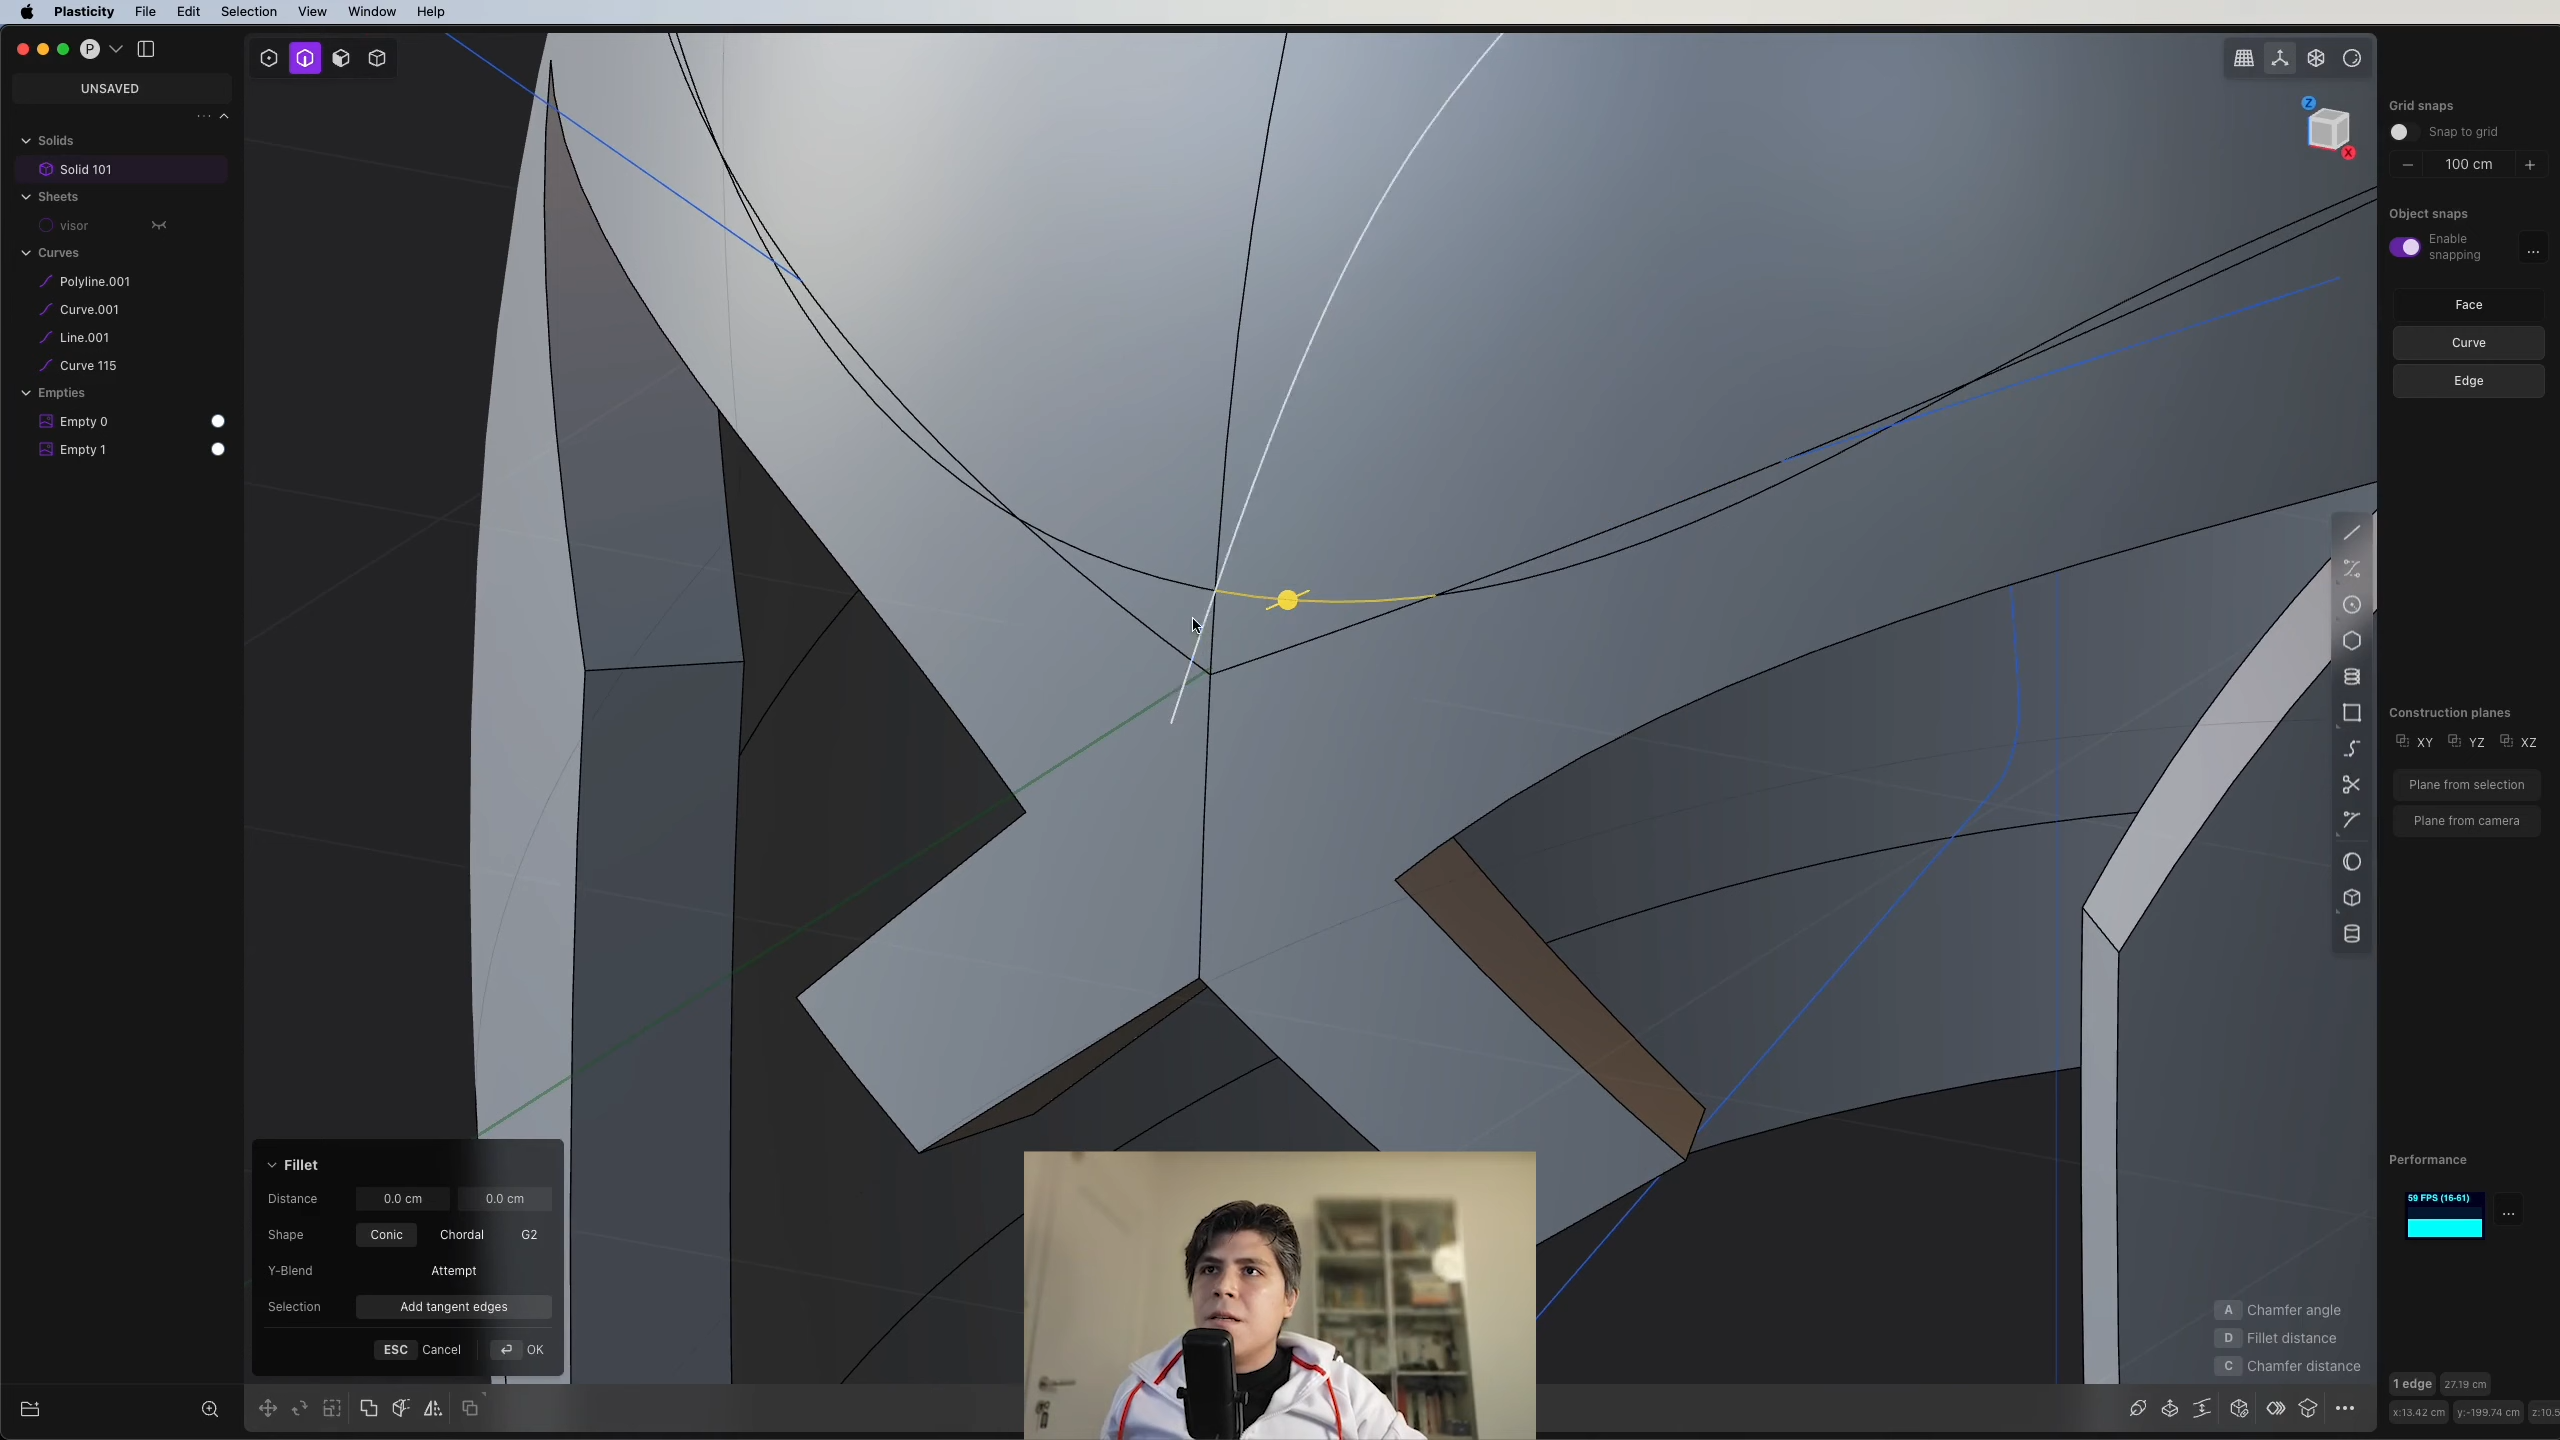 Plasticity File Edit Selection View Window Help
P
UNSAVED
Solids
Solid 101
Sheets
visor
Curves
Polyline.001
Curve.001
Line.001
Curve 115
Empties
Empty 0
Empty 1
Z
X
Grid snaps
Snap to grid
100 cm
Object snaps
Enable
snapping
Face
Curve
Edge
Construction planes
XY YZ XZ
Plane from selection
Plane from camera
Performance
59 FPS (16-61)
Fillet
Distance 0.0 cm 0.0 cm
Shape Conic Chordal G2
Y-Blend Attempt
Selection Add tangent edges
ESC Cancel OK
A Chamfer angle
D Fillet distance
C Chamfer distance
1 edge 27.19 cm
x:13.42 cm y:-199.74 cm z:10.5